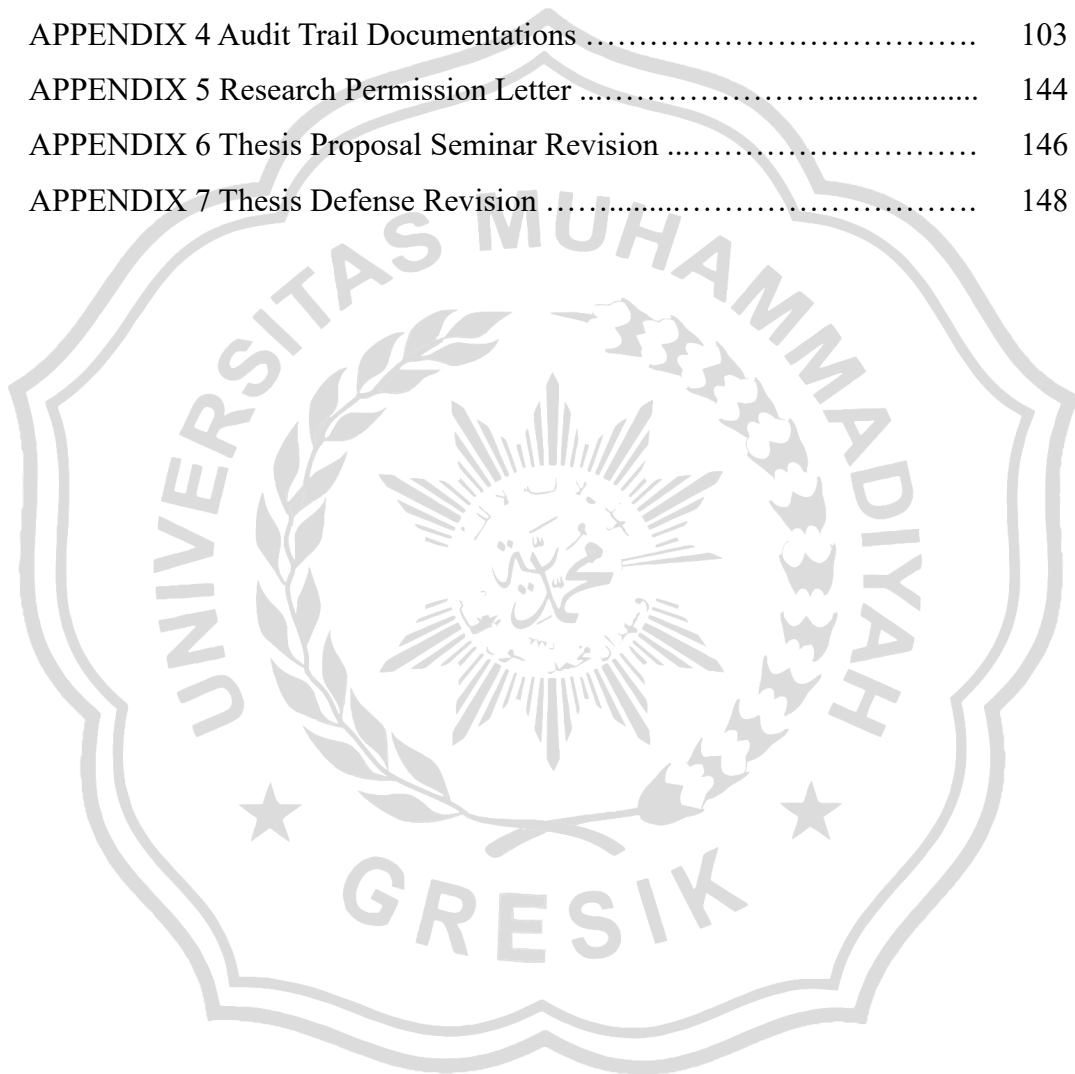 APPENDIX 4 Audit Trail Documentations ………………………………. 103
APPENDIX 5 Research Permission Letter ...…………………................... 144
APPENDIX 6 Thesis Proposal Seminar Revision ...……………………… 146
APPENDIX 7 Thesis Defense Revision ……..........………………………. 148
UNIVERSITAS MUHAMMADIYAH
GRESIK